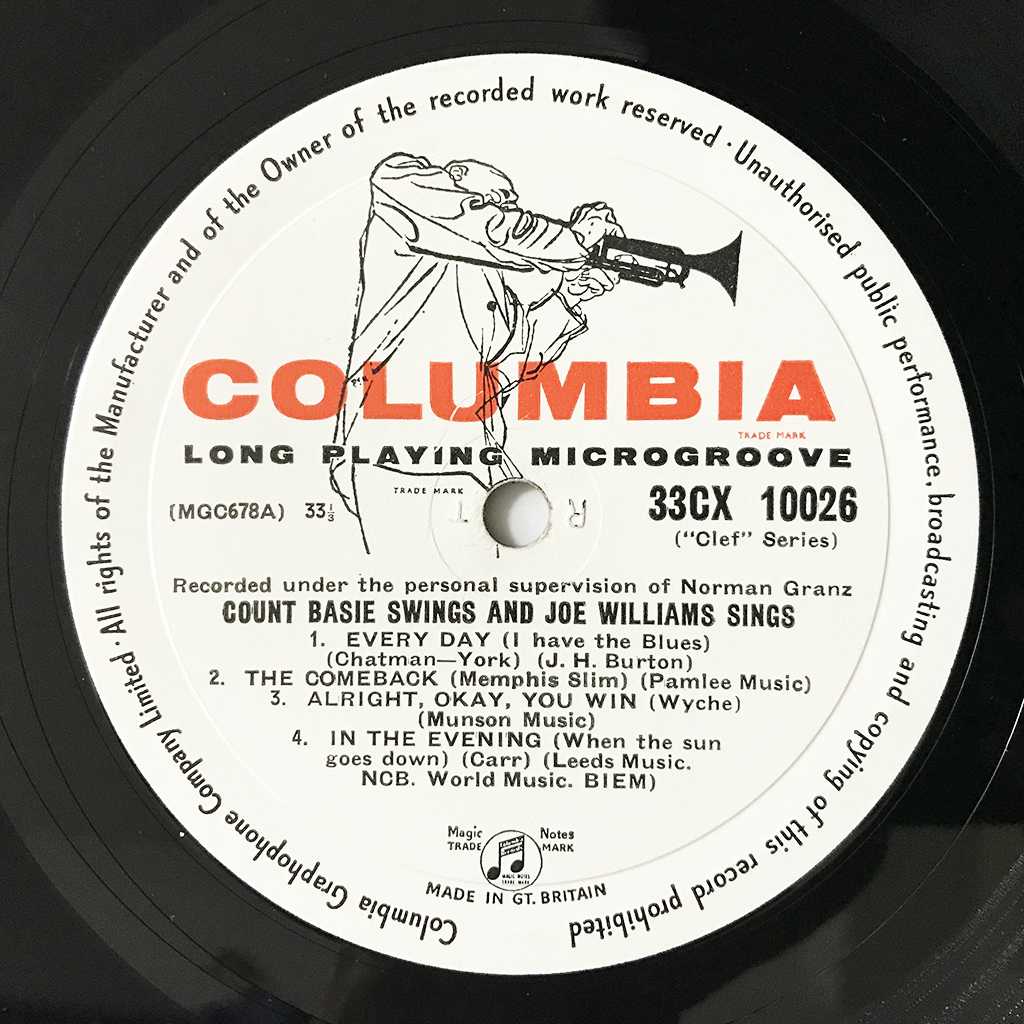 Columbia Graphophone Company Limited · All rights of the Manufacturer and of the Owner of the recorded work reserved · Unauthorised public performance, broadcasting and copying of this record prohibited
COLUMBIA
TRADE MARK
LONG PLAYING MICROGROOVE
TRADE MARK
(MGC678A) 33⅓
T R
33CX 10026
("Clef" Series)
Recorded under the personal supervision of Norman Granz
COUNT BASIE SWINGS AND JOE WILLIAMS SINGS
1. EVERY DAY (I have the Blues)
(Chatman—York) (J. H. Burton)
2. THE COMEBACK (Memphis Slim) (Pamlee Music)
3. ALRIGHT, OKAY, YOU WIN (Wyche)
(Munson Music)
4. IN THE EVENING (When the sun
goes down) (Carr) (Leeds Music.
NCB. World Music. BIEM)
Magic Notes
TRADE MARK
MAGIC NOTES
TRADE MARK
MADE IN GT. BRITAIN